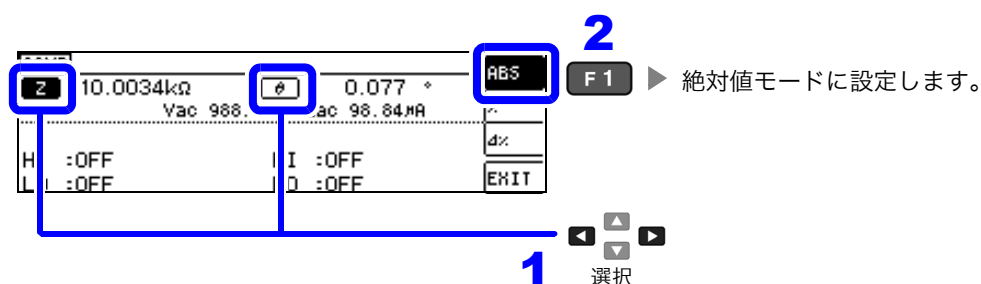 2
ABS
F1 ▶ 絶対値モードに設定します。
Z 10.0034kΩ θ 0.077 °
Vac 988. ac 98.84μA
%
Δ%
H :OFF I :OFF
L :OFF O :OFF
EXIT
1
選択